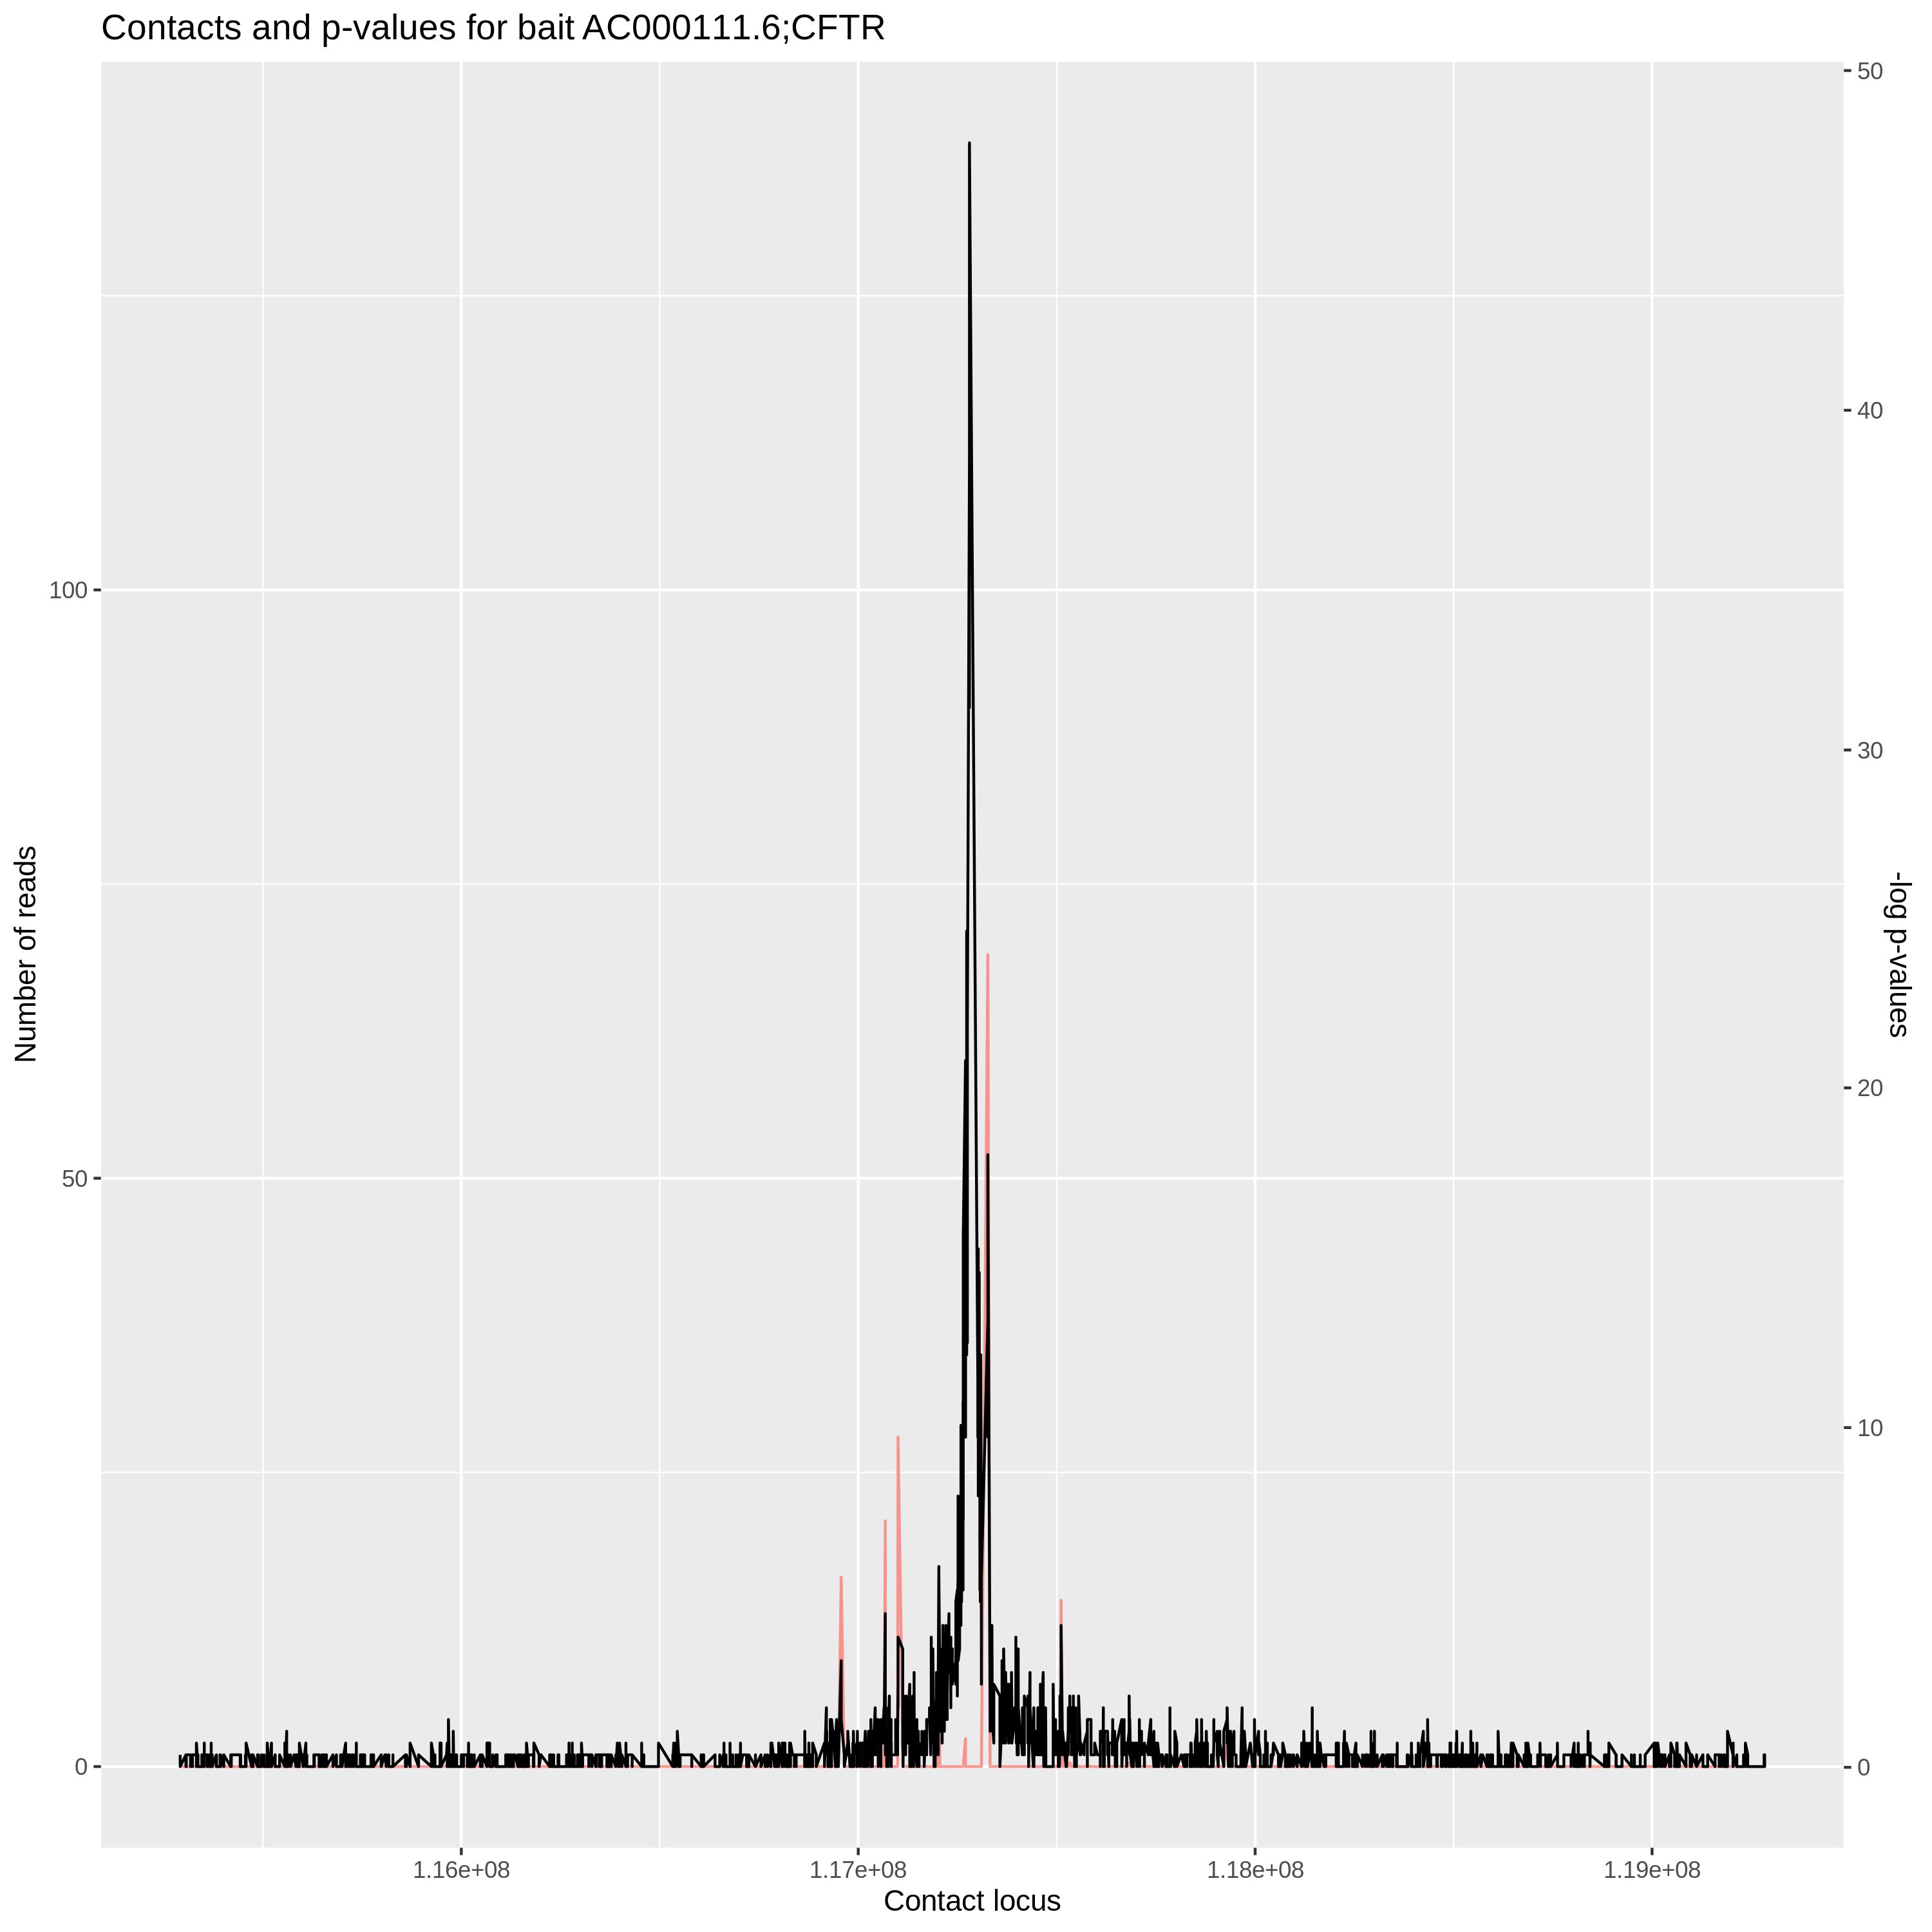 Contacts and p-values for bait AC000111.6;CFTR
50
40
100
30
Number of reads
-log p-values
20
50
10
0
0
1.16e+08
1.17e+08
1.18e+08
1.19e+08
Contact locus